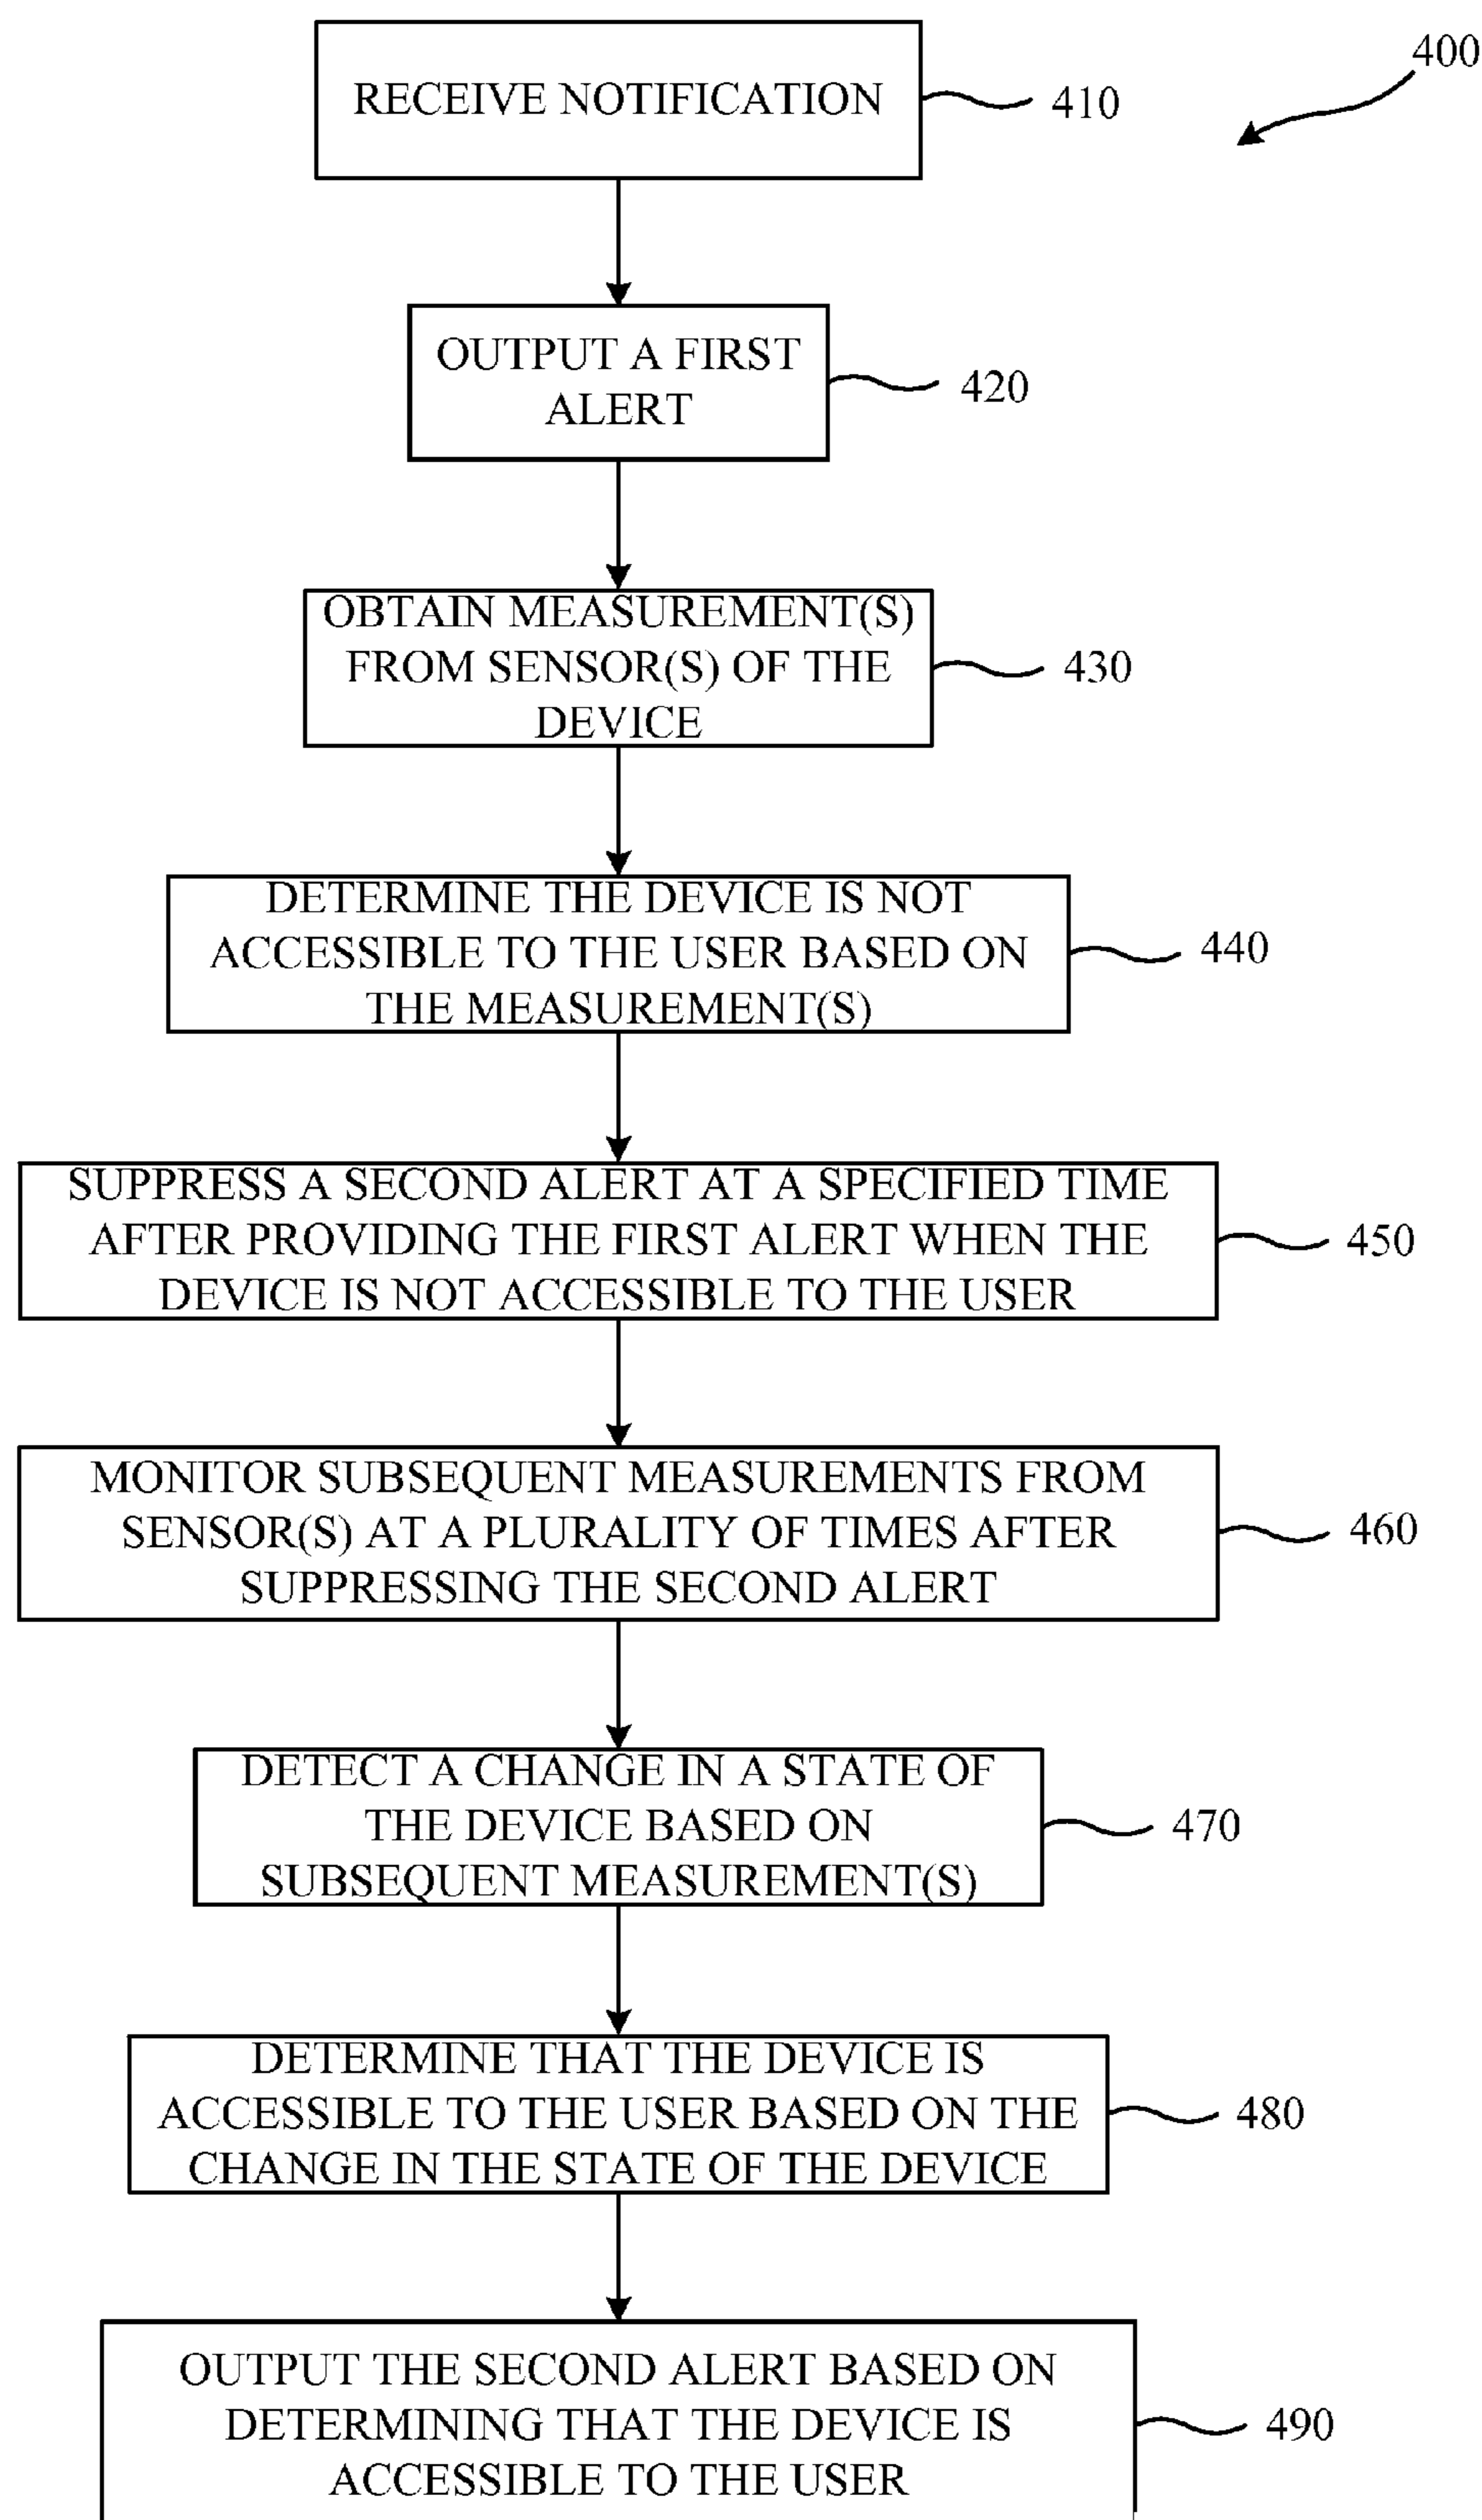 400
RECEIVE NOTIFICATION
410
OUTPUT A FIRST
ALERT
420
OBTAIN MEASUREMENT(S)
FROM SENSOR(S) OF THE
DEVICE
430
DETERMINE THE DEVICE IS NOT
ACCESSIBLE TO THE USER BASED ON
THE MEASUREMENT(S)
440
SUPPRESS A SECOND ALERT AT A SPECIFIED TIME
AFTER PROVIDING THE FIRST ALERT WHEN THE
DEVICE IS NOT ACCESSIBLE TO THE USER
450
MONITOR SUBSEQUENT MEASUREMENTS FROM
SENSOR(S) AT A PLURALITY OF TIMES AFTER
SUPPRESSING THE SECOND ALERT
460
DETECT A CHANGE IN A STATE OF
THE DEVICE BASED ON
SUBSEQUENT MEASUREMENT(S)
470
DETERMINE THAT THE DEVICE IS
ACCESSIBLE TO THE USER BASED ON THE
CHANGE IN THE STATE OF THE DEVICE
480
OUTPUT THE SECOND ALERT BASED ON
DETERMINING THAT THE DEVICE IS
ACCESSIBLE TO THE USER
490